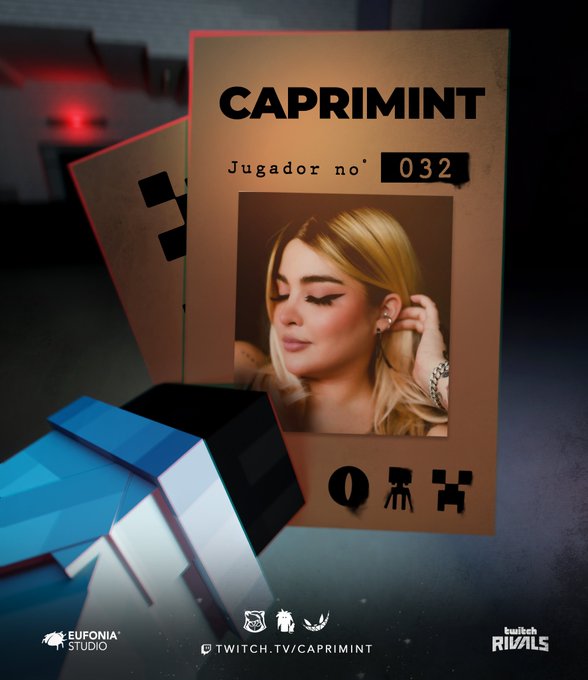 CAPRIMINT
Jugador no° 032
EUFONIA®
STUDIO
TWITCH.TV/CAPRIMINT
twitch
RIVALS